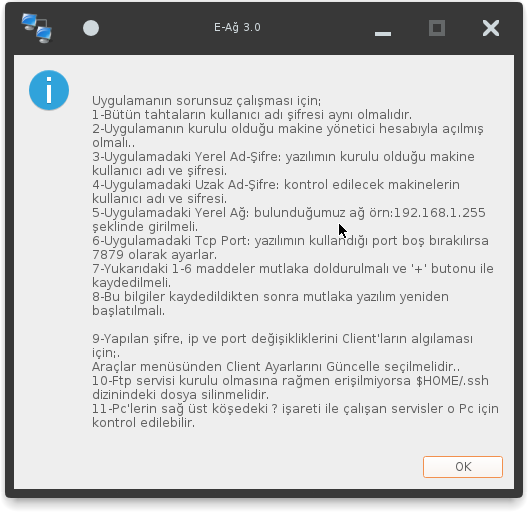 E-Ağ 3.0
Uygulamanın sorunsuz çalışması için;
1-Bütün tahtaların kullanıcı adı şifresi aynı olmalıdır.
2-Uygulamanın kurulu olduğu makine yönetici hesabıyla açılmış
olmalı..
3-Uygulamadaki Yerel Ad-Şifre: yazılımın kurulu olduğu makine
kullanıcı adı ve şifresi.
4-Uygulamadaki Uzak Ad-Şifre: kontrol edilecek makinelerin
kullanıcı adı ve sifresi.
5-Uygulamadaki Yerel Ağ: bulunduğumuz ağ örn:192.168.1.255
şeklinde girilmeli.
6-Uygulamadaki Tcp Port: yazılımın kullandığı port boş bırakılırsa
7879 olarak ayarlar.
7-Yukarıdaki 1-6 maddeler mutlaka doldurulmalı ve '+' butonu ile
kaydedilmeli.
8-Bu bilgiler kaydedildikten sonra mutlaka yazılım yeniden
başlatılmalı.
9-Yapılan şifre, ip ve port değişikliklerini Client'ların algılaması
için;.
Araçlar menüsünden Client Ayarlarını Güncelle seçilmelidir..
10-Ftp servisi kurulu olmasına rağmen erişilmiyorsa $HOME/.ssh
dizinindeki dosya silinmelidir.
11-Pc'lerin sağ üst köşedeki ? işareti ile çalışan servisler o Pc için
kontrol edilebilir.
OK